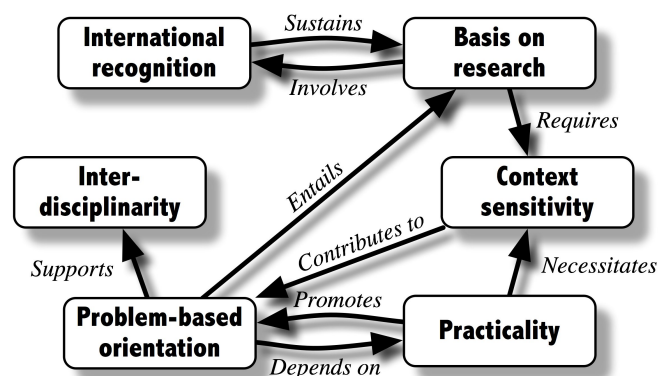 International
recognition
Sustains
Involves
Basis on
research
Requires
Inter-
disciplinarity
Entails
Context
sensitivity
Contributes to
Supports
Necessitates
Problem-based
orientation
Promotes
Depends on
Practicality